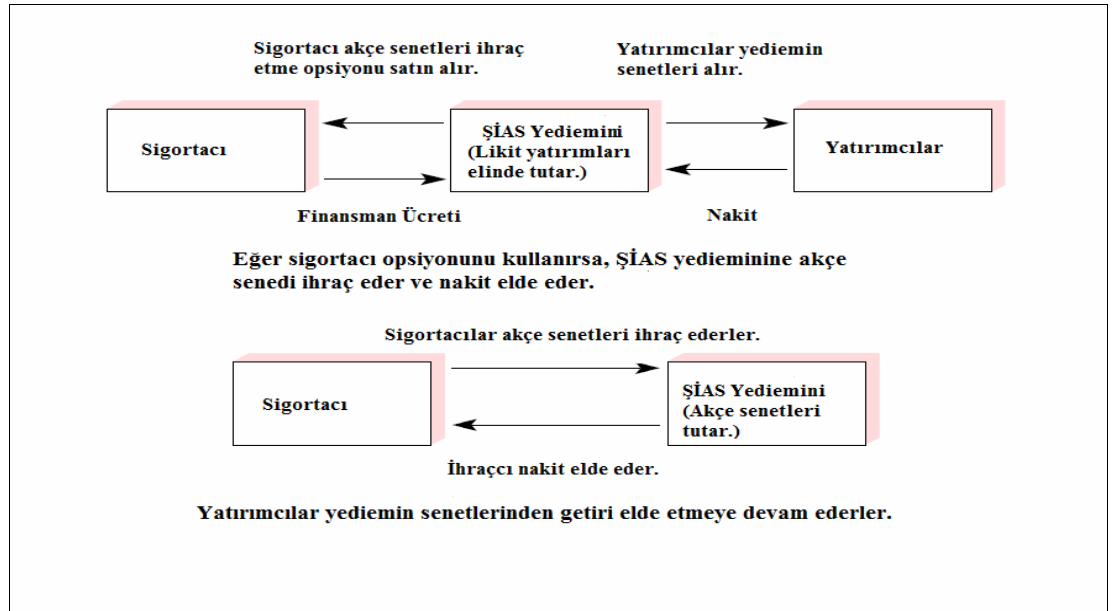 Sigortacı akçe senetleri ihraç
etme opsiyonu satın alır.
Yatırımcılar yediemin
senetleri alır.
Sigortacı
ŞİAS Yediemini
(Likit yatırımları
elinde tutar.)
Yatırımcılar
Finansman Ücreti
Nakit
Eğer sigortacı opsiyonunu kullanırsa, ŞİAS yedieminine akçe
senedi ihraç eder ve nakit elde eder.
Sigortacılar akçe senetleri ihraç ederler.
Sigortacı
ŞİAS Yediemini
(Akçe senetleri
tutar.)
İhraçcı nakit elde eder.
Yatırımcılar yediemin senetlerinden getiri elde etmeye devam ederler.